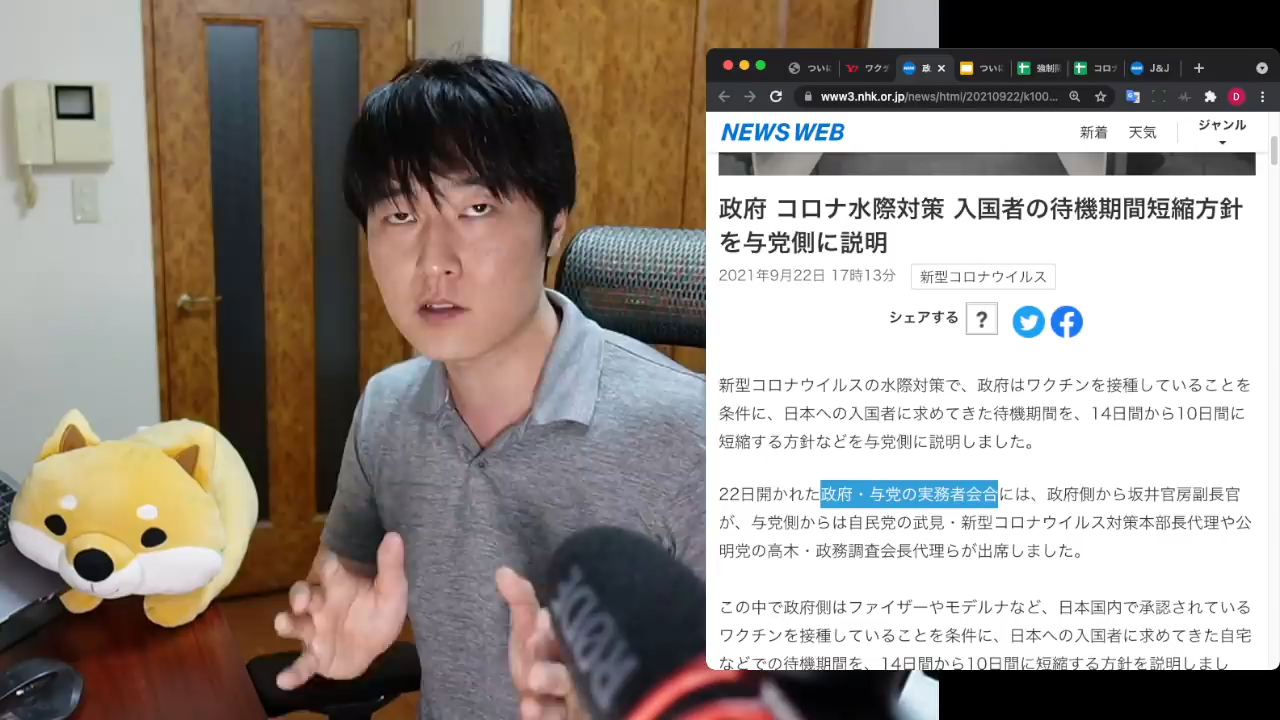 ついに
ワクチ
政
ついに
強制隔
コロナ
J&J
www3.nhk.or.jp/news/html/20210922/k100...
D
NEWS WEB
新着
天気
ジャンル
政府 コロナ水際対策 入国者の待機期間短縮方針
を与党側に説明
2021年9月22日 17時13分
新型コロナウイルス
シェアする
?
新型コロナウイルスの水際対策で、政府はワクチンを接種していることを
条件に、日本への入国者に求めてきた待機期間を、14日間から10日間に
短縮する方針などを与党側に説明しました。
22日開かれた政府・与党の実務者会合には、政府側から坂井官房副長官
が、与党側からは自民党の武見・新型コロナウイルス対策本部長代理や公
明党の高木・政務調査会長代理らが出席しました。
この中で政府側はファイザーやモデルナなど、日本国内で承認されている
ワクチンを接種していることを条件に、日本への入国者に求めてきた自宅
などでの待機期間を、14日間から10日間に短縮する方針を説明しまし
RODE